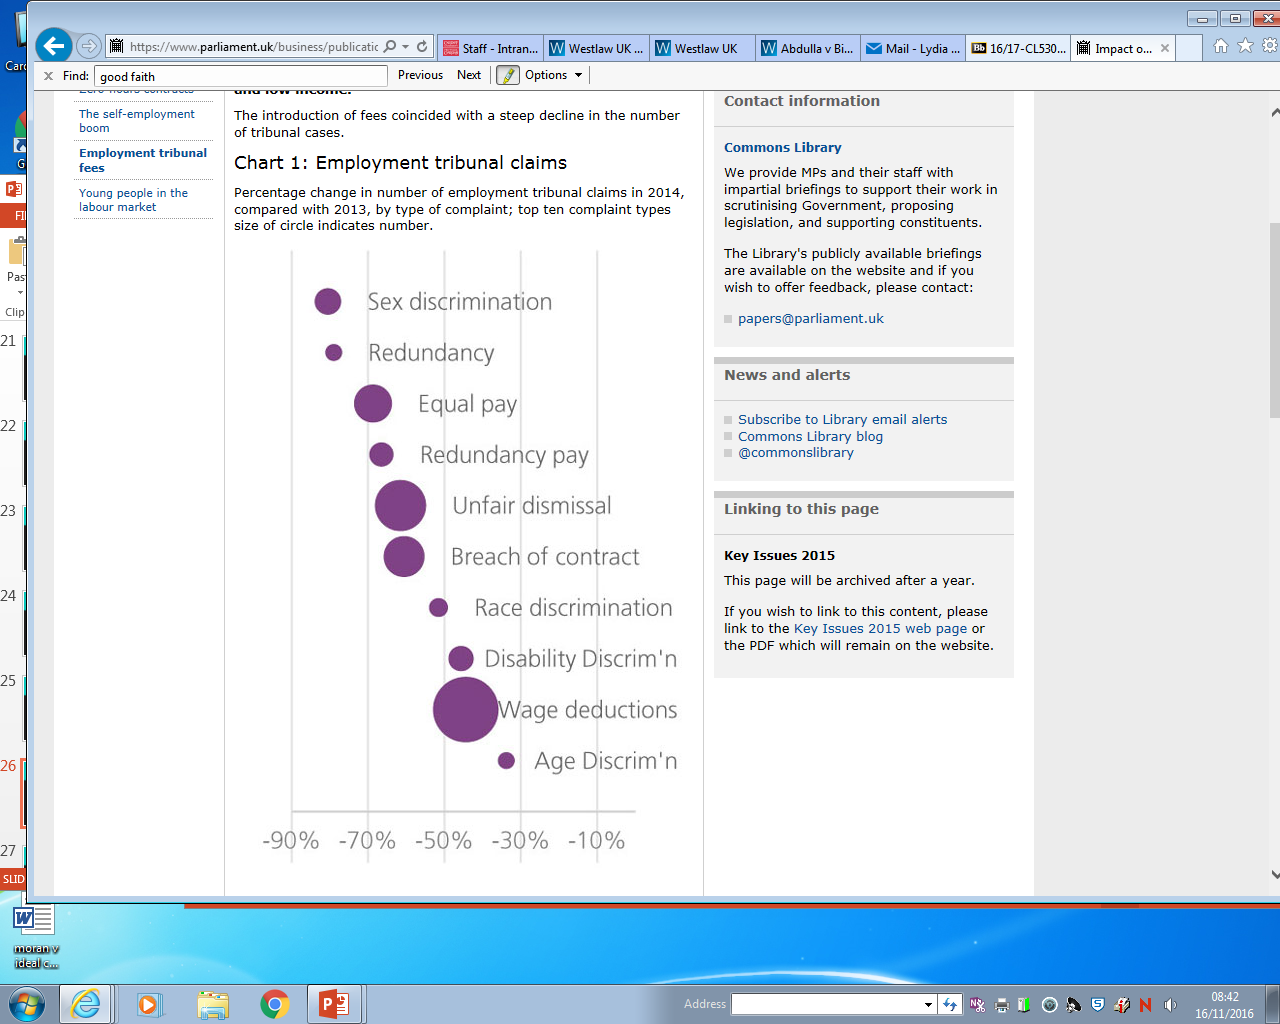 https://www.parliament.uk/business/publicatic
Staff - Intran...
Westlaw UK ...
Westlaw UK
Abdulla v Bi...
Mail - Lydia ...
16/17-CL530...
Impact o...
Find: good faith
Previous Next Options
Zero-hours contracts
The self-employment
boom
Employment tribunal
fees
Young people in the
labour market
and low income.
The introduction of fees coincided with a steep decline in the number
of tribunal cases.
Chart 1: Employment tribunal claims
Percentage change in number of employment tribunal claims in 2014,
compared with 2013, by type of complaint; top ten complaint types
size of circle indicates number.
Sex discrimination
Redundancy
Equal pay
Redundancy pay
Unfair dismissal
Breach of contract
Race discrimination
Disability Discrim'n
Wage deductions
Age Discrim'n
-90% -70% -50% -30% -10%
Contact information
Commons Library
We provide MPs and their staff with
impartial briefings to support their work in
scrutinising Government, proposing
legislation, and supporting constituents.
The Library's publicly available briefings
are available on the website and if you
wish to offer feedback, please contact:
papers@parliament.uk
News and alerts
Subscribe to Library email alerts
Commons Library blog
@commonslibrary
Linking to this page
Key Issues 2015
This page will be archived after a year.
If you wish to link to this content, please
link to the Key Issues 2015 web page or
the PDF which will remain on the website.
Card
G
FI
Pas
Clip
21
22
23
24
25
26
27
SLID
moran v
ideal c...
Address
08:42
16/11/2016